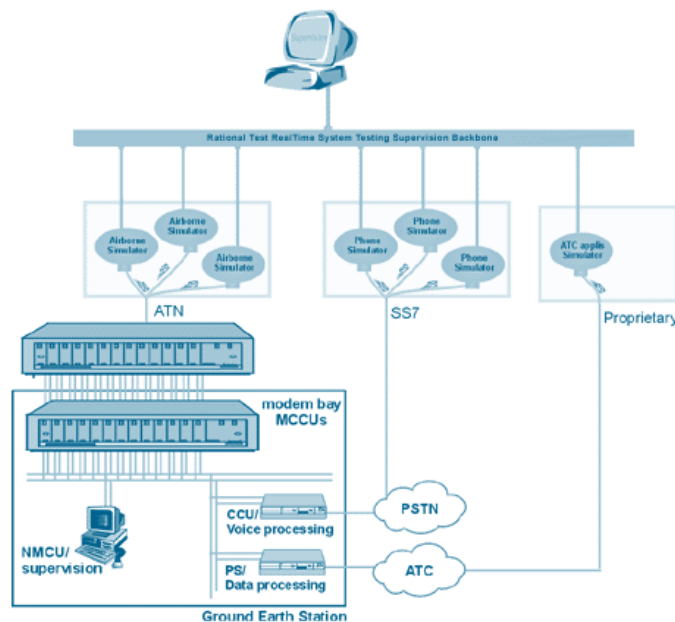 Supervisor
Rational Test RealTime System Testing Supervision Backbone
Airborne
Simulator
Airborne
Simulator
Airborne
Simulator
Phone
Simulator
Phone
Simulator
Phone
Simulator
ATC applis
Simulator
ATN
SS7
Proprietary
modem bay
MCCUs
CCU/
Voice processing
PSTN
NMCU/
supervision
PS/
Data processing
ATC
Ground Earth Station